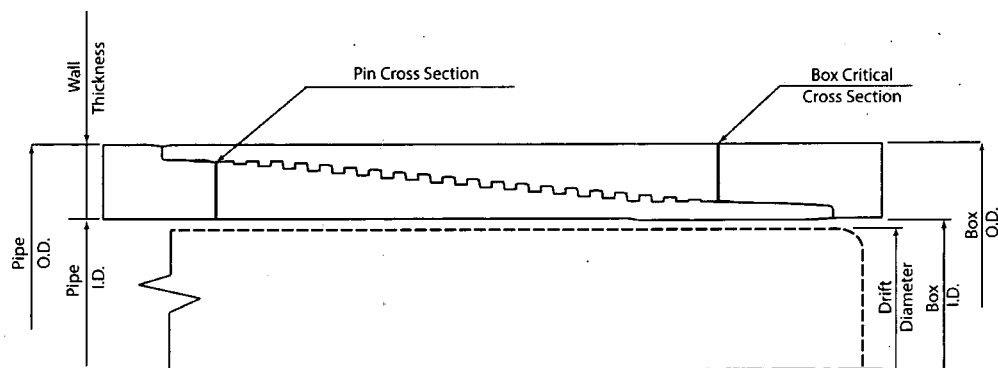 Wall
Thickness
Pin Cross Section
Box Critical
Cross Section
Pipe
O.D.
Pipe
I.D.
Drift
Diameter
Box
I.D.
Box
O.D.